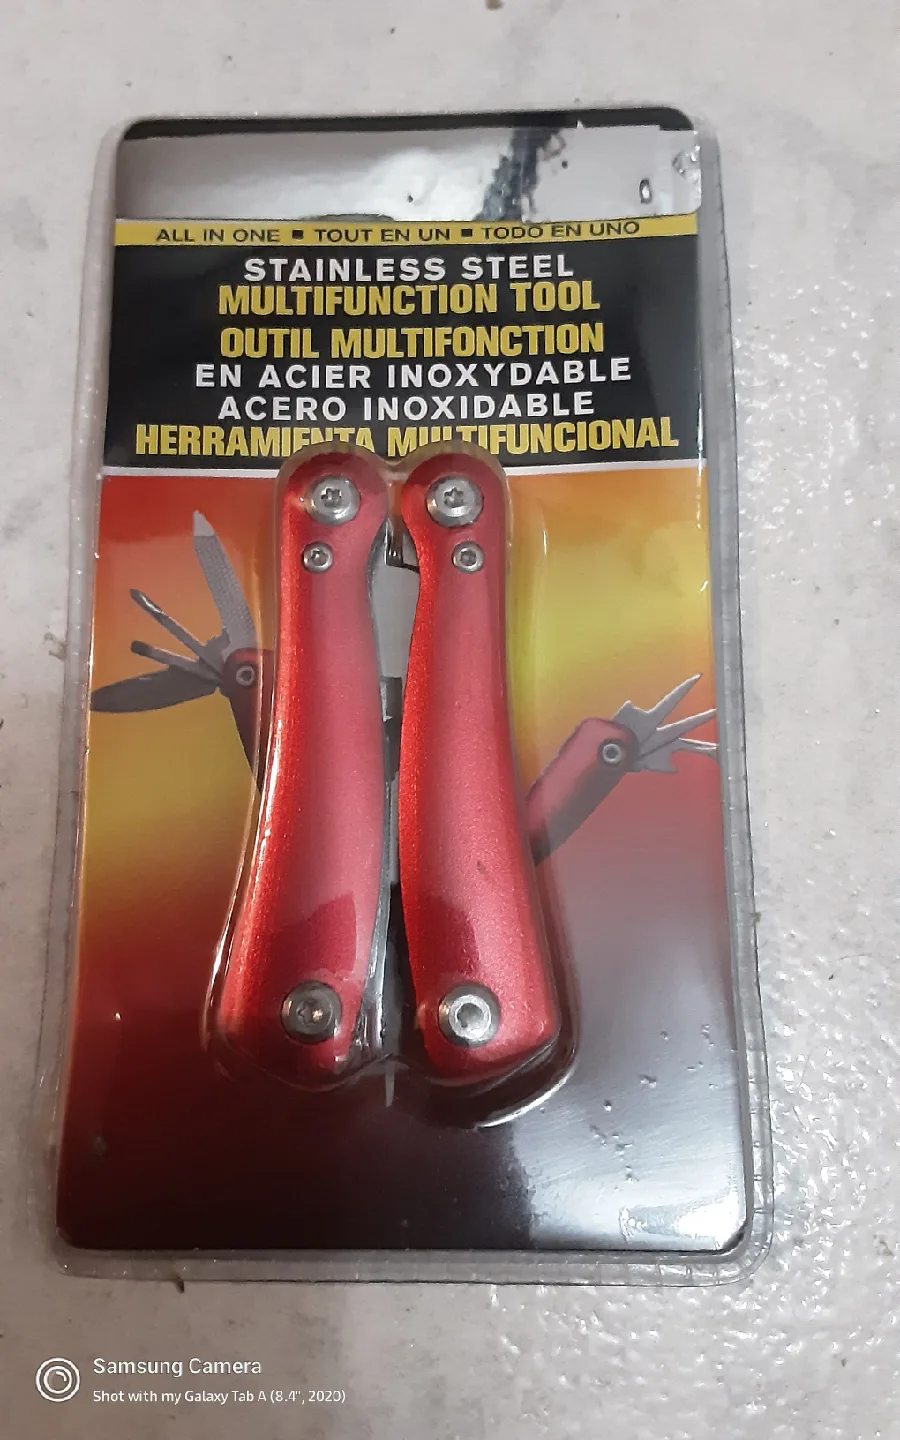 ALL IN ONE ▪ TOUT EN UN ▪ TODO EN UNO
STAINLESS STEEL
MULTIFUNCTION TOOL
OUTIL MULTIFONCTION
EN ACIER INOXYDABLE
ACERO INOXIDABLE
HERRAMIENTA MULTIFUNCIONAL
Samsung Camera
Shot with my Galaxy Tab A (8.4", 2020)